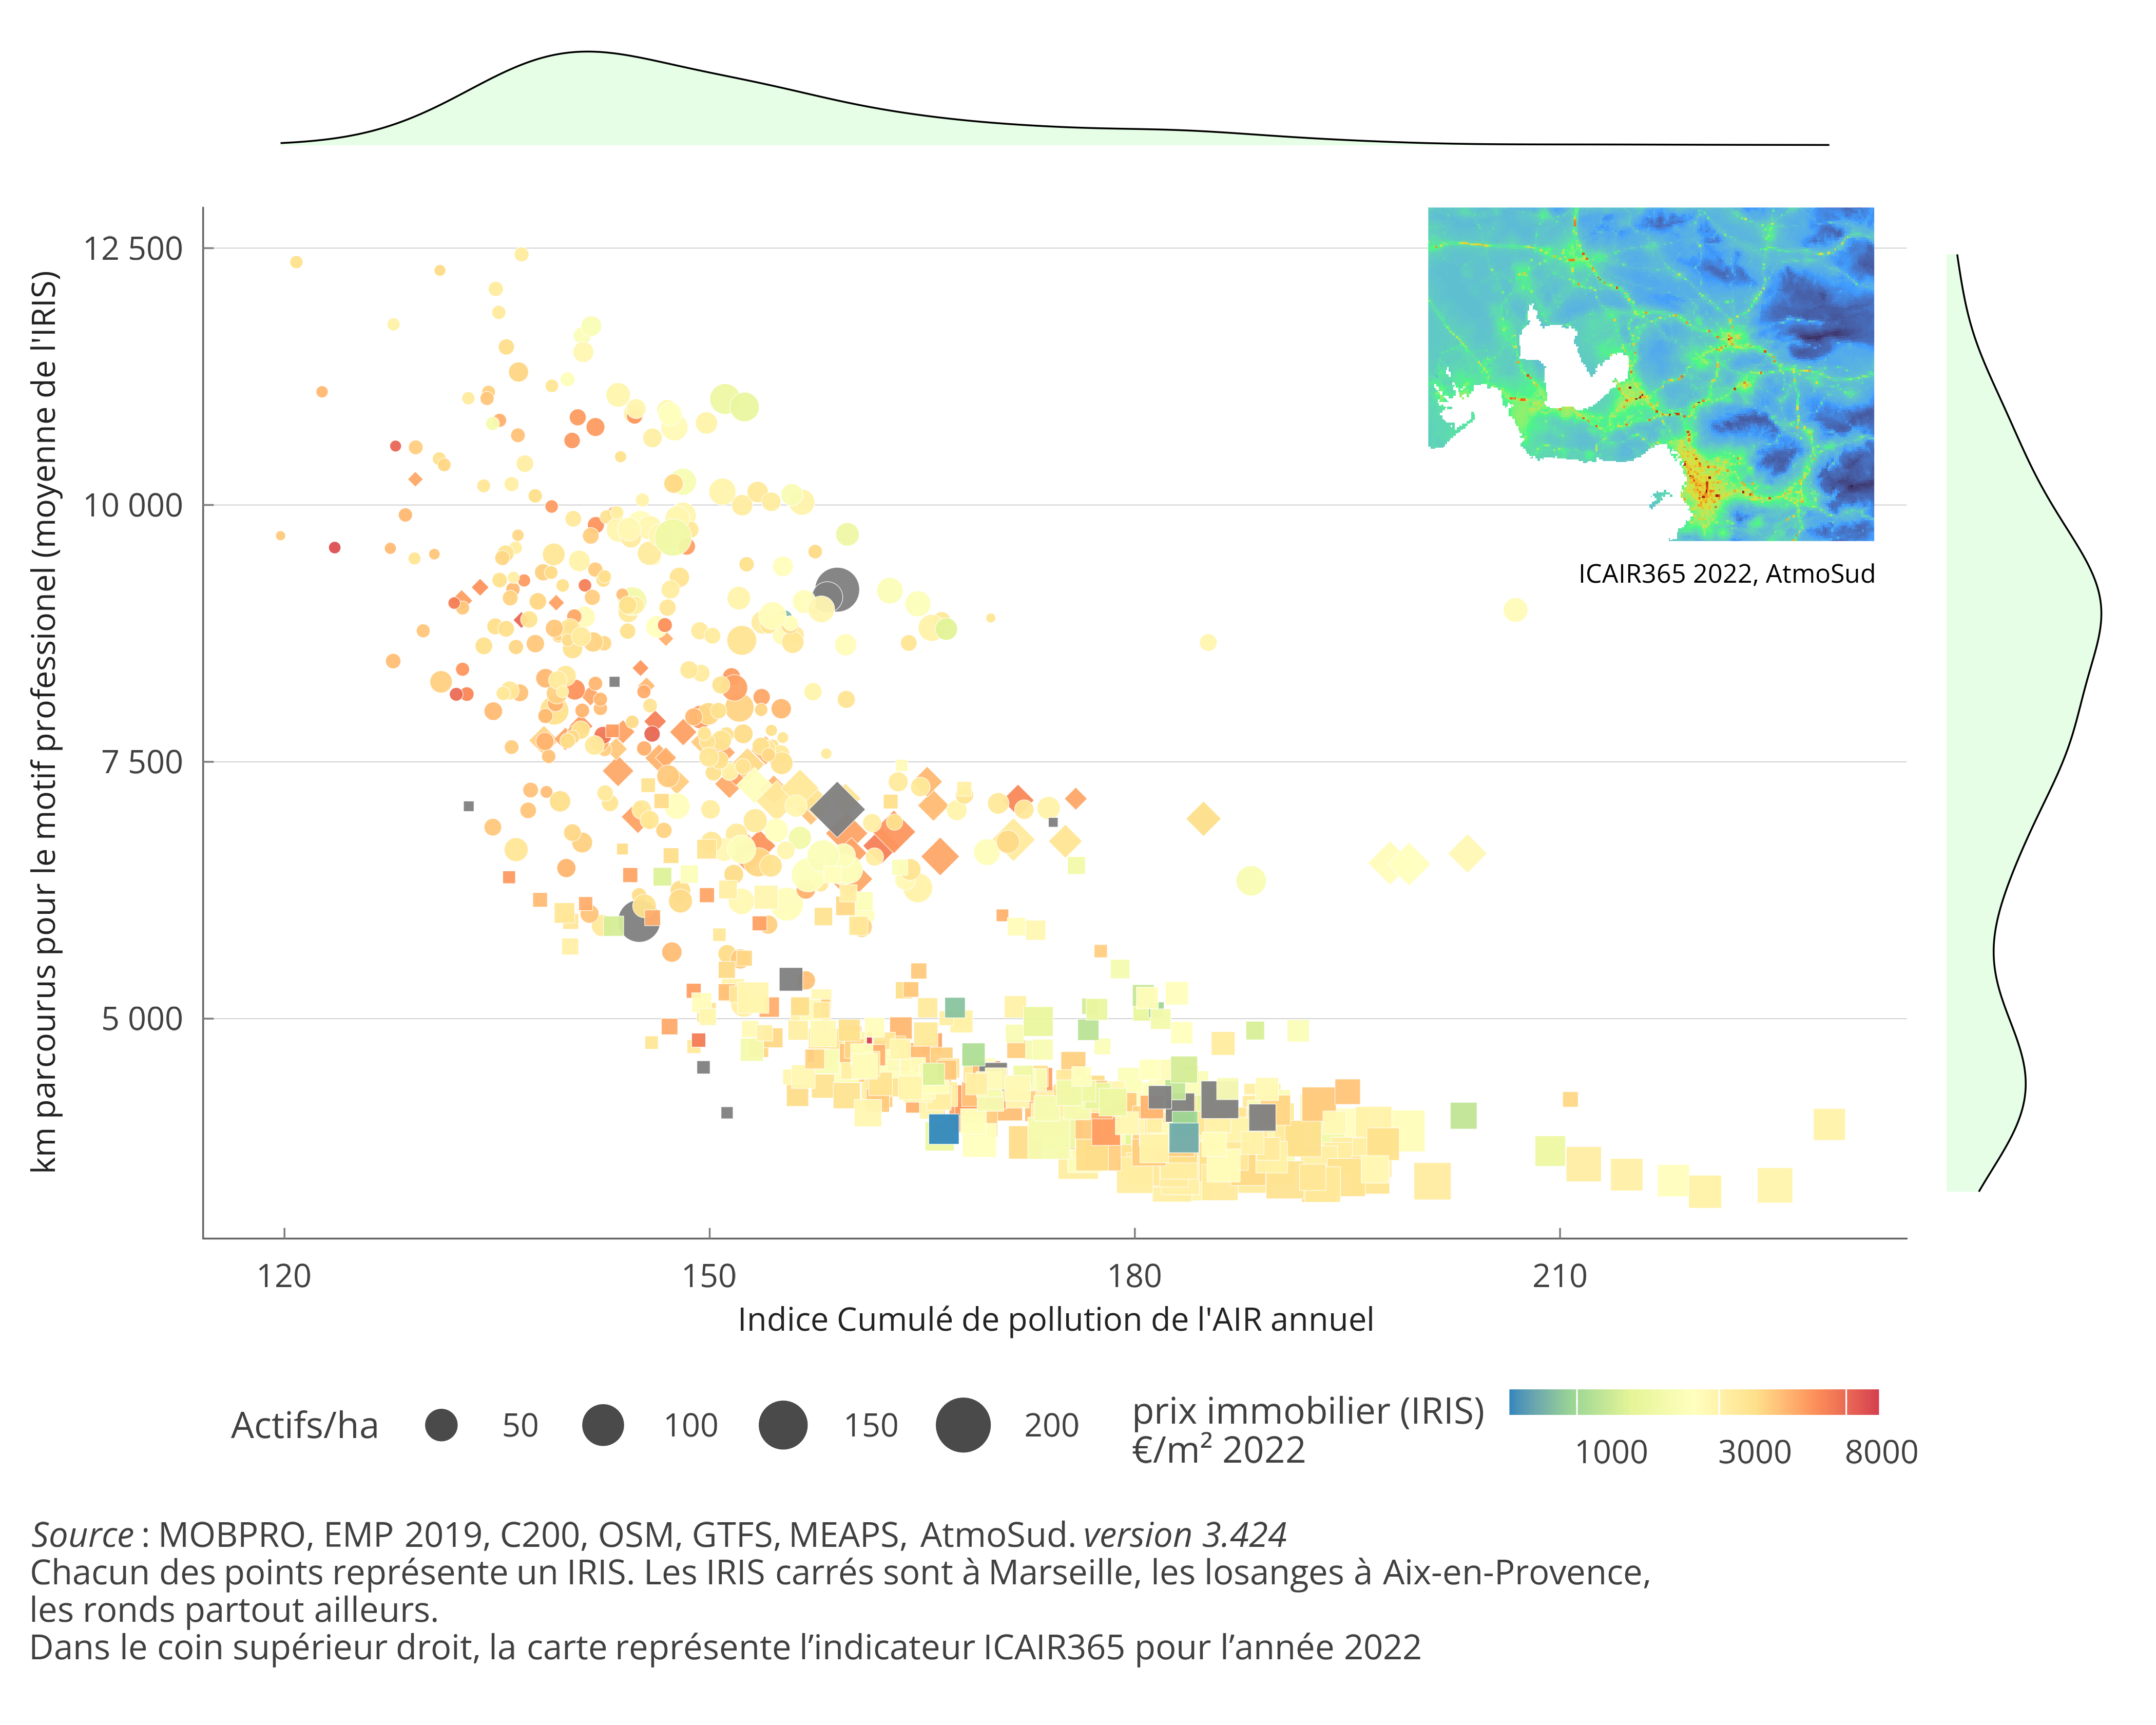 12 500
10 000
7 500
5 000
km parcourus pour le motif professionel (moyenne de l'IRIS)
ICAIR365 2022, AtmoSud
120 150 180 210
Indice Cumulé de pollution de l'AIR annuel
Actifs/ha 50 100 150 200
prix immobilier (IRIS)
€/m² 2022
1000 3000 8000
Source : MOBPRO, EMP 2019, C200, OSM, GTFS, MEAPS, AtmoSud. version 3.424
Chacun des points représente un IRIS. Les IRIS carrés sont à Marseille, les losanges à Aix-en-Provence,
les ronds partout ailleurs.
Dans le coin supérieur droit, la carte représente l’indicateur ICAIR365 pour l’année 2022